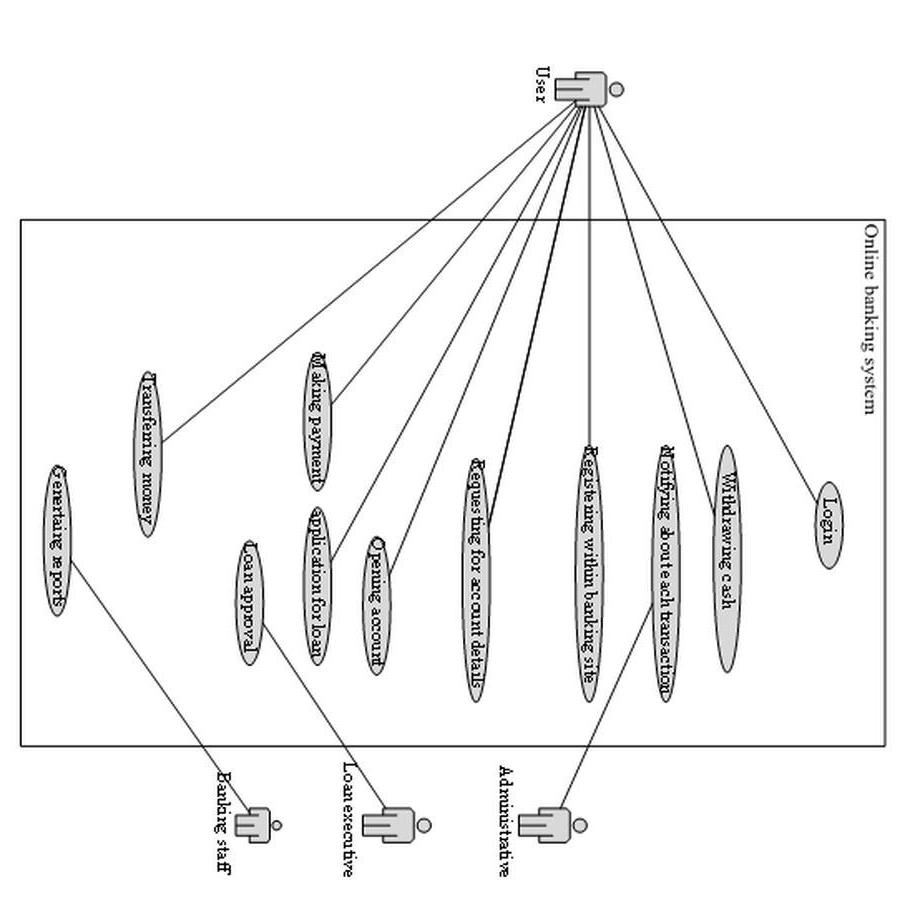 Online banking system
User
Login
Withdrawing cash
Notifying about each transaction
Registering within banking site
Requesting for account details
Opening account
Making payment
application for loan
Loan approval
Transferring money
Genertaing reports
Administrative
Loan executive
Banking staff